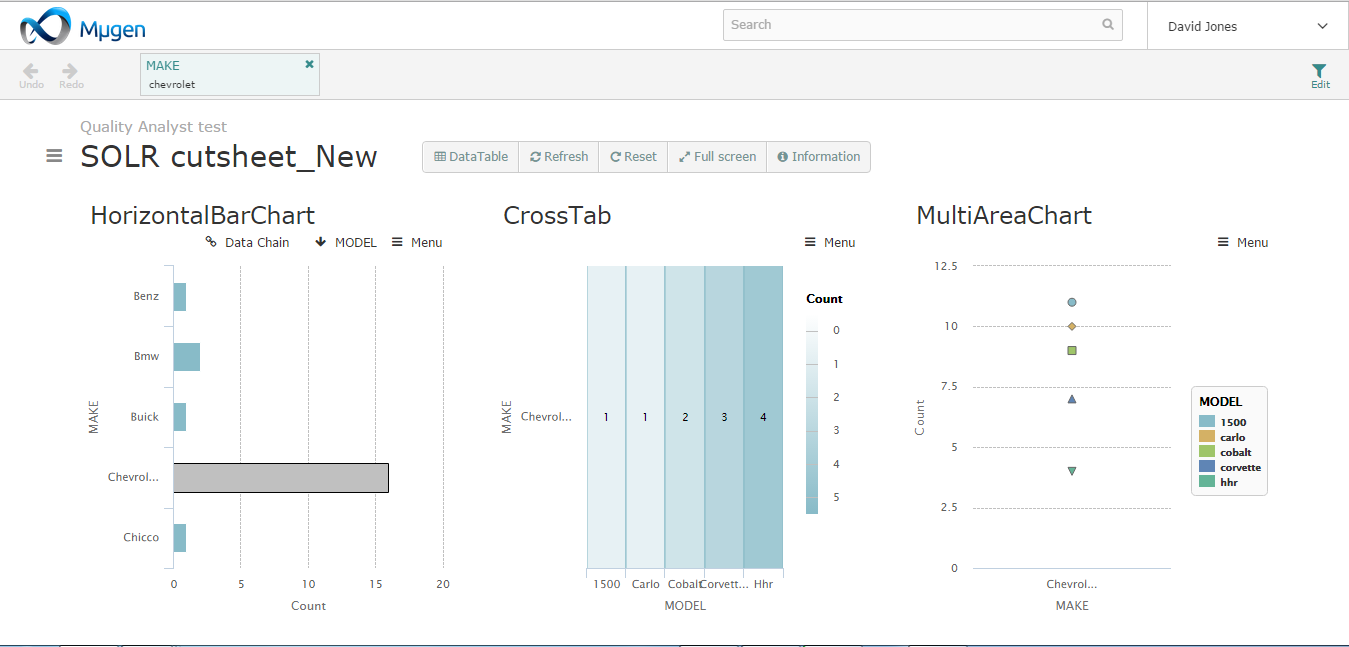 Mμgen
Search
David Jones
Undo
Redo
MAKE
chevrolet
Edit
Quality Analyst test
SOLR cutsheet_New
DataTable
Refresh
Reset
Full screen
Information
HorizontalBarChart
Data Chain
MODEL
Menu
MAKE
Benz
Bmw
Buick
Chevrol...
Chicco
0 5 10 15 20
Count
CrossTab
Menu
MAKE
Chevrol...
1 1 2 3 4
1500 Carlo Cobalt Corvett... Hhr
MODEL
Count
0
1
2
3
4
5
MultiAreaChart
Menu
Count
12.5
10
7.5
5
2.5
0
Chevrol...
MAKE
MODEL
1500
carlo
cobalt
corvette
hhr